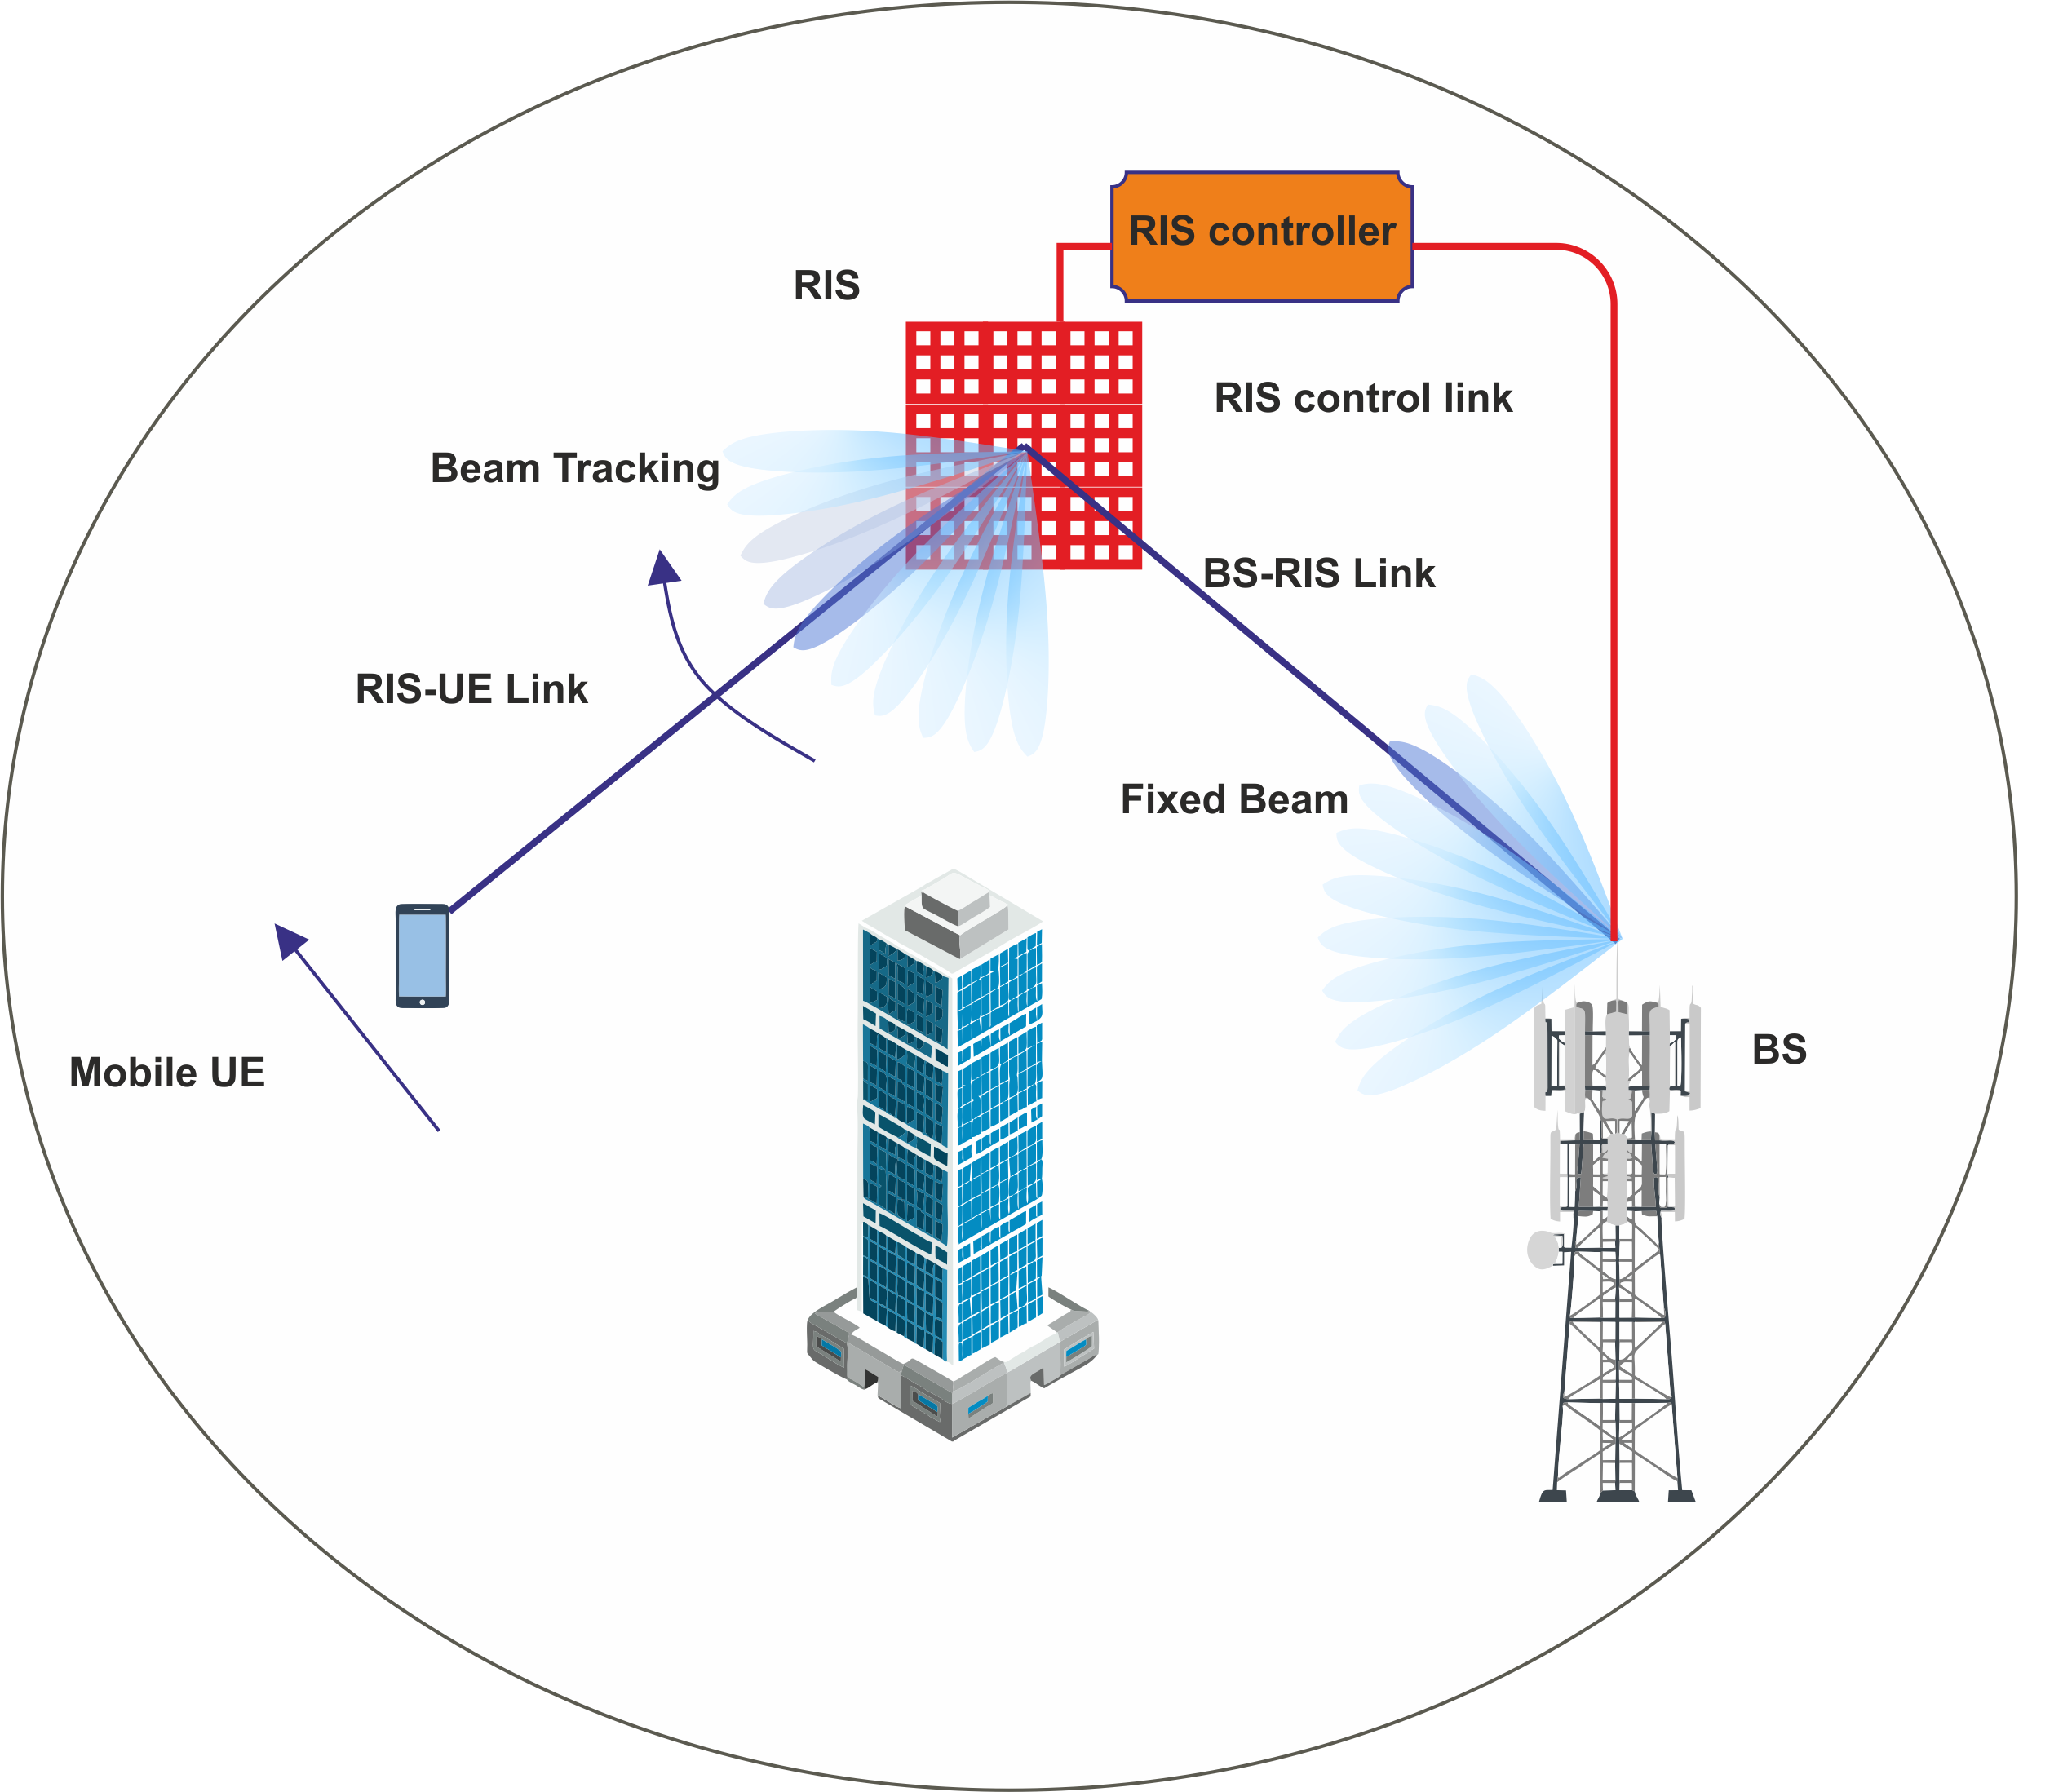 RIS controller
RIS
RIS control link
Beam Tracking
BS-RIS Link
RIS-UE Link
Fixed Beam
BS
Mobile UE